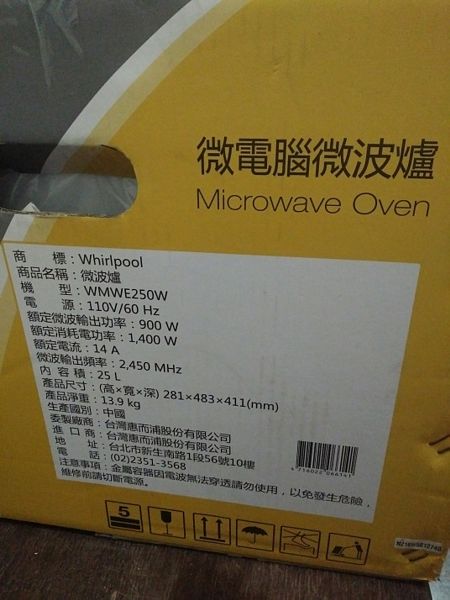 微電腦微波爐
Microwave Oven
商　標：Whirlpool
商品名稱：微波爐
機　型：WMWE250W
電　源：110V/60 Hz
額定微波輸出功率：900 W
額定消耗電功率：1,400 W
額定電流：14 A
微波輸出頻率：2,450 MHz
內 容 積：25 L
產品尺寸：(高×寬×深) 281×483×411(mm)
產品淨重：13.9 kg
生產國別：中國
委製廠商：台灣惠而浦股份有限公司
進 口 商：台灣惠而浦股份有限公司
地　址：台北市新生南路1段56號10樓
電　話：(02)2351-3568
注意事項：金屬容器因電波無法穿透請勿使用，以免發生危險，
維修前請切斷電源。
5